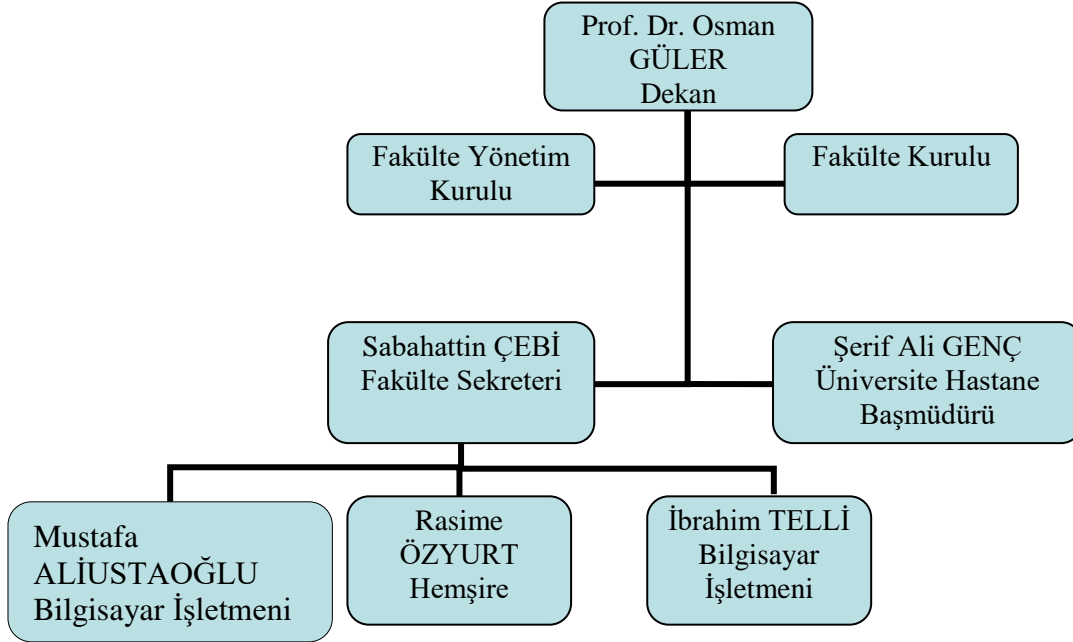 Prof. Dr. Osman
GÜLER
Dekan
Fakülte Yönetim
Kurulu
Fakülte Kurulu
Sabahattin ÇEBİ
Fakülte Sekreteri
Şerif Ali GENÇ
Üniversite Hastane
Başmüdürü
Mustafa
ALİUSTAOĞLU
Bilgisayar İşletmeni
Rasime
ÖZYURT
Hemşire
İbrahim TELLİ
Bilgisayar
İşletmeni